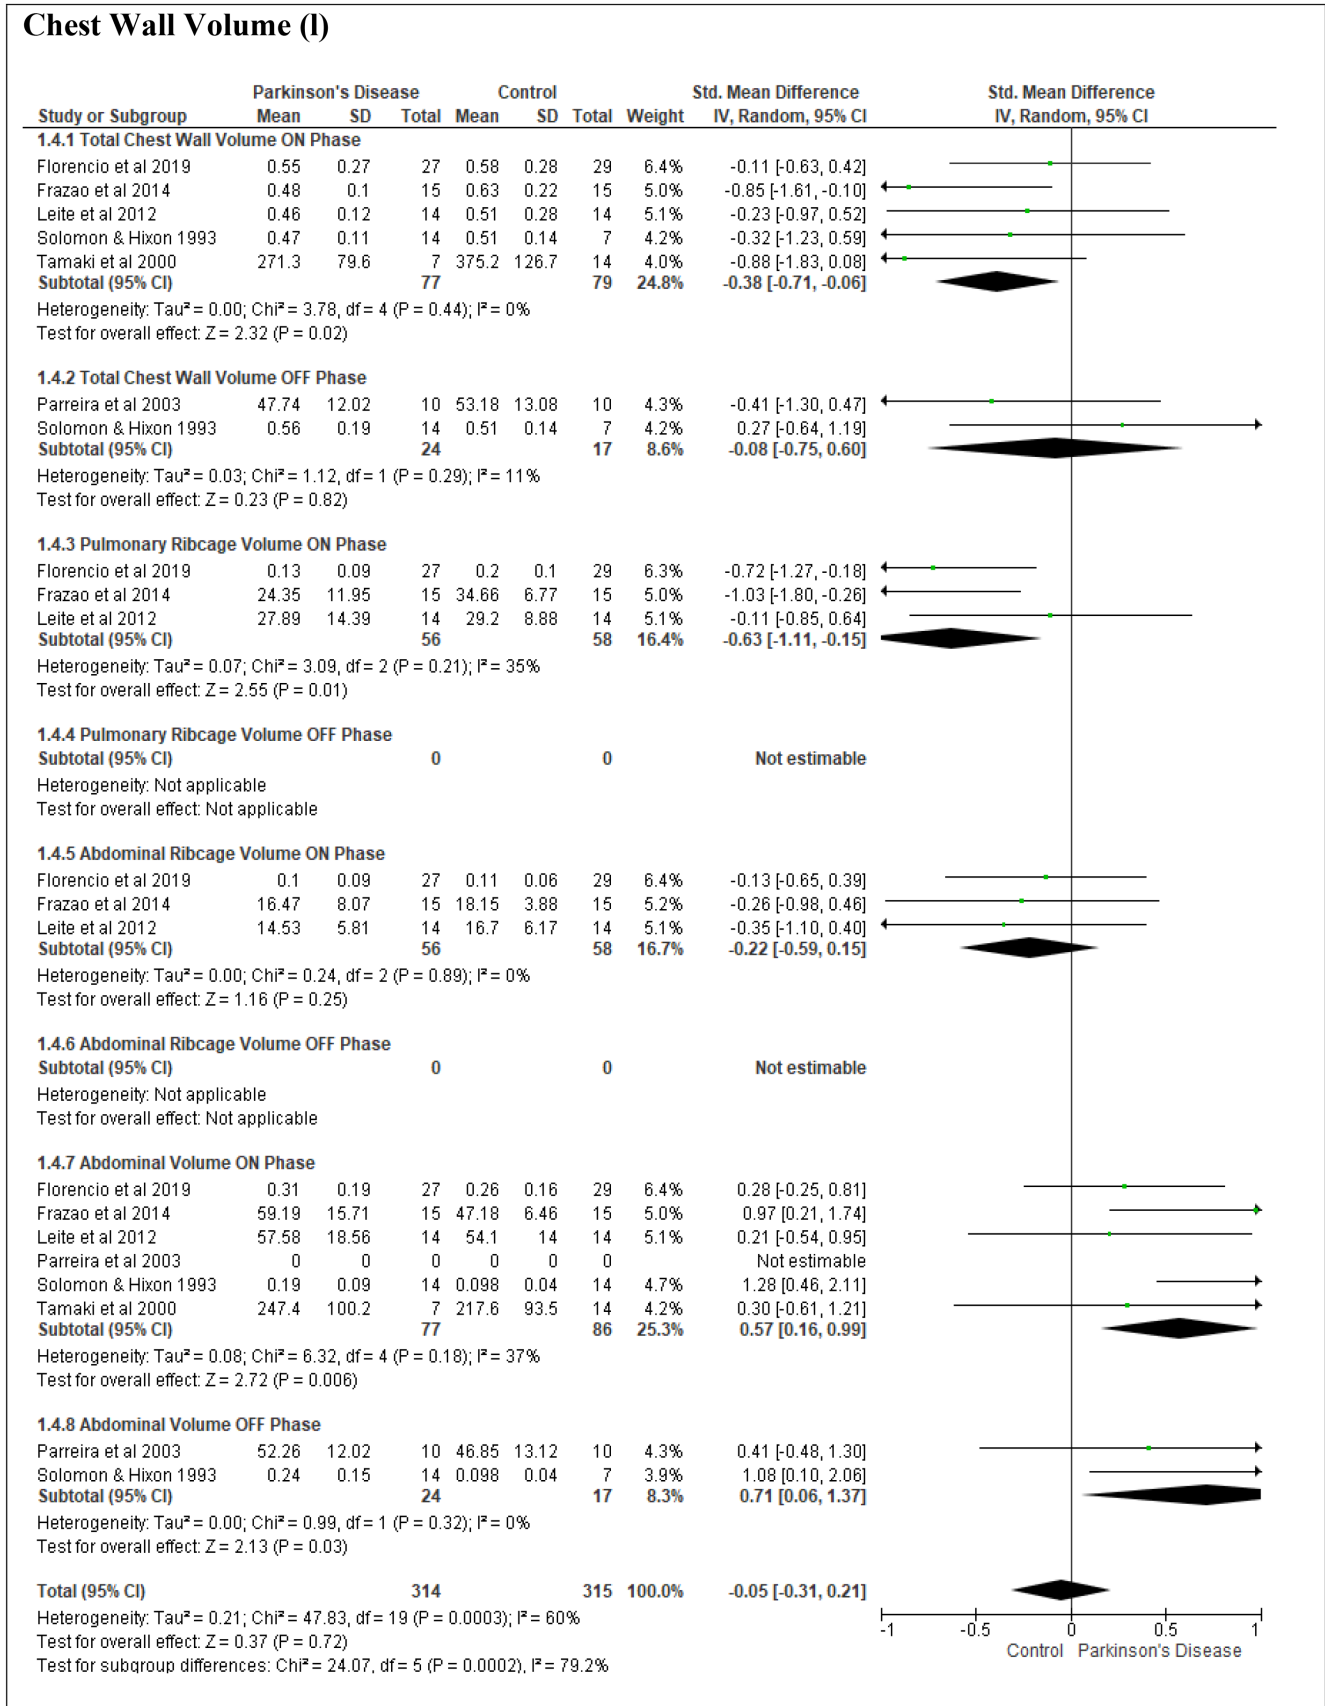 Chest Wall Volume (l)
Parkinson's Disease Control Std. Mean Difference Std. Mean Difference
Study or Subgroup Mean SD Total Mean SD Total Weight IV, Random, 95% CI IV, Random, 95% CI
1.4.1 Total Chest Wall Volume ON Phase
Florencio et al 2019 0.55 0.27 27 0.58 0.28 29 6.4% -0.11 [-0.63, 0.42]
Frazao et al 2014 0.48 0.1 15 0.63 0.22 15 5.0% -0.85 [-1.61, -0.10]
Leite et al 2012 0.46 0.12 14 0.51 0.28 14 5.1% -0.23 [-0.97, 0.52]
Solomon & Hixon 1993 0.47 0.11 14 0.51 0.14 7 4.2% -0.32 [-1.23, 0.59]
Tamaki et al 2000 271.3 79.6 7 375.2 126.7 14 4.0% -0.88 [-1.83, 0.08]
Subtotal (95% CI) 77 79 24.8% -0.38 [-0.71, -0.06]
Heterogeneity: Tau² = 0.00; Chi² = 3.78, df = 4 (P = 0.44); I² = 0%
Test for overall effect: Z = 2.32 (P = 0.02)
1.4.2 Total Chest Wall Volume OFF Phase
Parreira et al 2003 47.74 12.02 10 53.18 13.08 10 4.3% -0.41 [-1.30, 0.47]
Solomon & Hixon 1993 0.56 0.19 14 0.51 0.14 7 4.2% 0.27 [-0.64, 1.19]
Subtotal (95% CI) 24 17 8.6% -0.08 [-0.75, 0.60]
Heterogeneity: Tau² = 0.03; Chi² = 1.12, df = 1 (P = 0.29); I² = 11%
Test for overall effect: Z = 0.23 (P = 0.82)
1.4.3 Pulmonary Ribcage Volume ON Phase
Florencio et al 2019 0.13 0.09 27 0.2 0.1 29 6.3% -0.72 [-1.27, -0.18]
Frazao et al 2014 24.35 11.95 15 34.66 6.77 15 5.0% -1.03 [-1.80, -0.26]
Leite et al 2012 27.89 14.39 14 29.2 8.88 14 5.1% -0.11 [-0.85, 0.64]
Subtotal (95% CI) 56 58 16.4% -0.63 [-1.11, -0.15]
Heterogeneity: Tau² = 0.07; Chi² = 3.09, df = 2 (P = 0.21); I² = 35%
Test for overall effect: Z = 2.55 (P = 0.01)
1.4.4 Pulmonary Ribcage Volume OFF Phase
Subtotal (95% CI) 0 0 Not estimable
Heterogeneity: Not applicable
Test for overall effect: Not applicable
1.4.5 Abdominal Ribcage Volume ON Phase
Florencio et al 2019 0.1 0.09 27 0.11 0.06 29 6.4% -0.13 [-0.65, 0.39]
Frazao et al 2014 16.47 8.07 15 18.15 3.88 15 5.2% -0.26 [-0.98, 0.46]
Leite et al 2012 14.53 5.81 14 16.7 6.17 14 5.1% -0.35 [-1.10, 0.40]
Subtotal (95% CI) 56 58 16.7% -0.22 [-0.59, 0.15]
Heterogeneity: Tau² = 0.00; Chi² = 0.24, df = 2 (P = 0.89); I² = 0%
Test for overall effect: Z = 1.16 (P = 0.25)
1.4.6 Abdominal Ribcage Volume OFF Phase
Subtotal (95% CI) 0 0 Not estimable
Heterogeneity: Not applicable
Test for overall effect: Not applicable
1.4.7 Abdominal Volume ON Phase
Florencio et al 2019 0.31 0.19 27 0.26 0.16 29 6.4% 0.28 [-0.25, 0.81]
Frazao et al 2014 59.19 15.71 15 47.18 6.46 15 5.0% 0.97 [0.21, 1.74]
Leite et al 2012 57.58 18.56 14 54.1 14 14 5.1% 0.21 [-0.54, 0.95]
Parreira et al 2003 0 0 0 0 0 0 Not estimable
Solomon & Hixon 1993 0.19 0.09 14 0.098 0.04 14 4.7% 1.28 [0.46, 2.11]
Tamaki et al 2000 247.4 100.2 7 217.6 93.5 14 4.2% 0.30 [-0.61, 1.21]
Subtotal (95% CI) 77 86 25.3% 0.57 [0.16, 0.99]
Heterogeneity: Tau² = 0.08; Chi² = 6.32, df = 4 (P = 0.18); I² = 37%
Test for overall effect: Z = 2.72 (P = 0.006)
1.4.8 Abdominal Volume OFF Phase
Parreira et al 2003 52.26 12.02 10 46.85 13.12 10 4.3% 0.41 [-0.48, 1.30]
Solomon & Hixon 1993 0.24 0.15 14 0.098 0.04 7 3.9% 1.08 [0.10, 2.06]
Subtotal (95% CI) 24 17 8.3% 0.71 [0.06, 1.37]
Heterogeneity: Tau² = 0.00; Chi² = 0.99, df = 1 (P = 0.32); I² = 0%
Test for overall effect: Z = 2.13 (P = 0.03)
Total (95% CI) 314 315 100.0% -0.05 [-0.31, 0.21]
Heterogeneity: Tau² = 0.21; Chi² = 47.83, df = 19 (P = 0.0003); I² = 60%
Test for overall effect: Z = 0.37 (P = 0.72)
Test for subgroup differences: Chi² = 24.07, df = 5 (P = 0.0002), I² = 79.2%
-1 -0.5 0 0.5 1
Control Parkinson's Disease